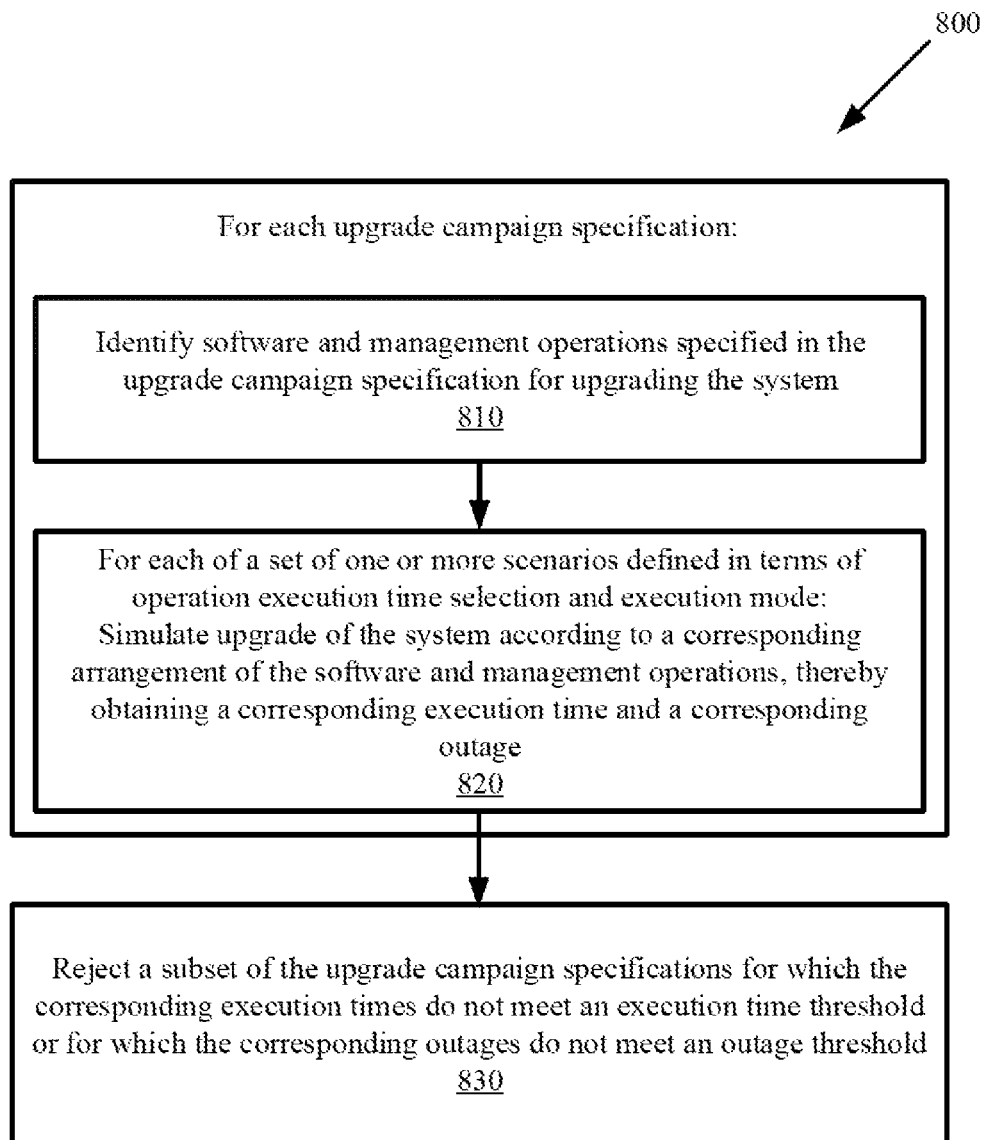 800
For each upgrade campaign specification:
Identify software and management operations specified in the
upgrade campaign specification for upgrading the system
810
For each of a set of one or more scenarios defined in terms of
operation execution time selection and execution mode:
Simulate upgrade of the system according to a corresponding
arrangement of the software and management operations, thereby
obtaining a corresponding execution time and a corresponding
outage
820
Reject a subset of the upgrade campaign specifications for which the
corresponding execution times do not meet an execution time threshold
or for which the corresponding outages do not meet an outage threshold
830